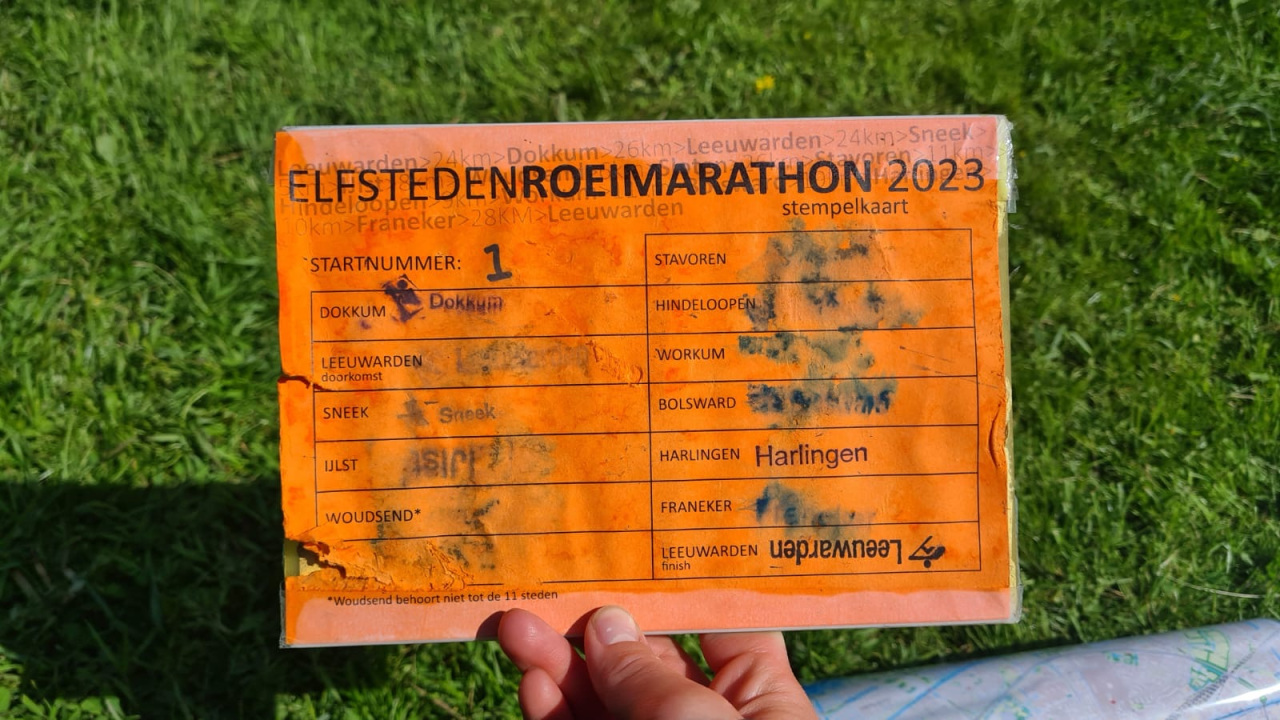 Leeuwarden>24km>Dokkum>26km>Leeuwarden>24km>Sneek>
ELFSTEDENROEIMARATHON 2023
Hindeloopen
Franeker>28KM>Leeuwarden
stempelkaart
STARTNUMMER: 1
DOKKUM Dokkum
LEEUWARDEN
doorkomst
SNEEK Sneek
IJLST IJlst
WOUDSEND*
*Woudsend behoort niet tot de 11 steden
STAVOREN
HINDELOOPEN
WORKUM
BOLSWARD
HARLINGEN Harlingen
FRANEKER
LEEUWARDEN Leeuwarden
finish